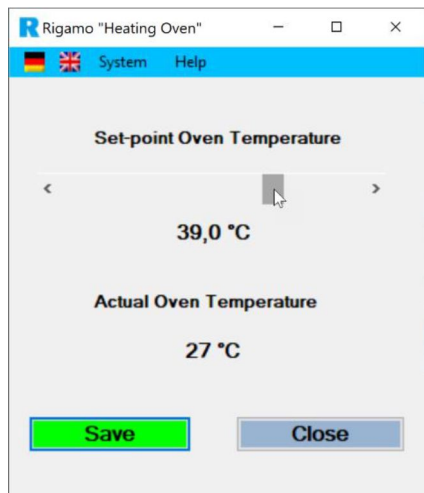 R Rigamo "Heating Oven"
System Help
Set-point Oven Temperature
39,0 °C
Actual Oven Temperature
27 °C
Save Close